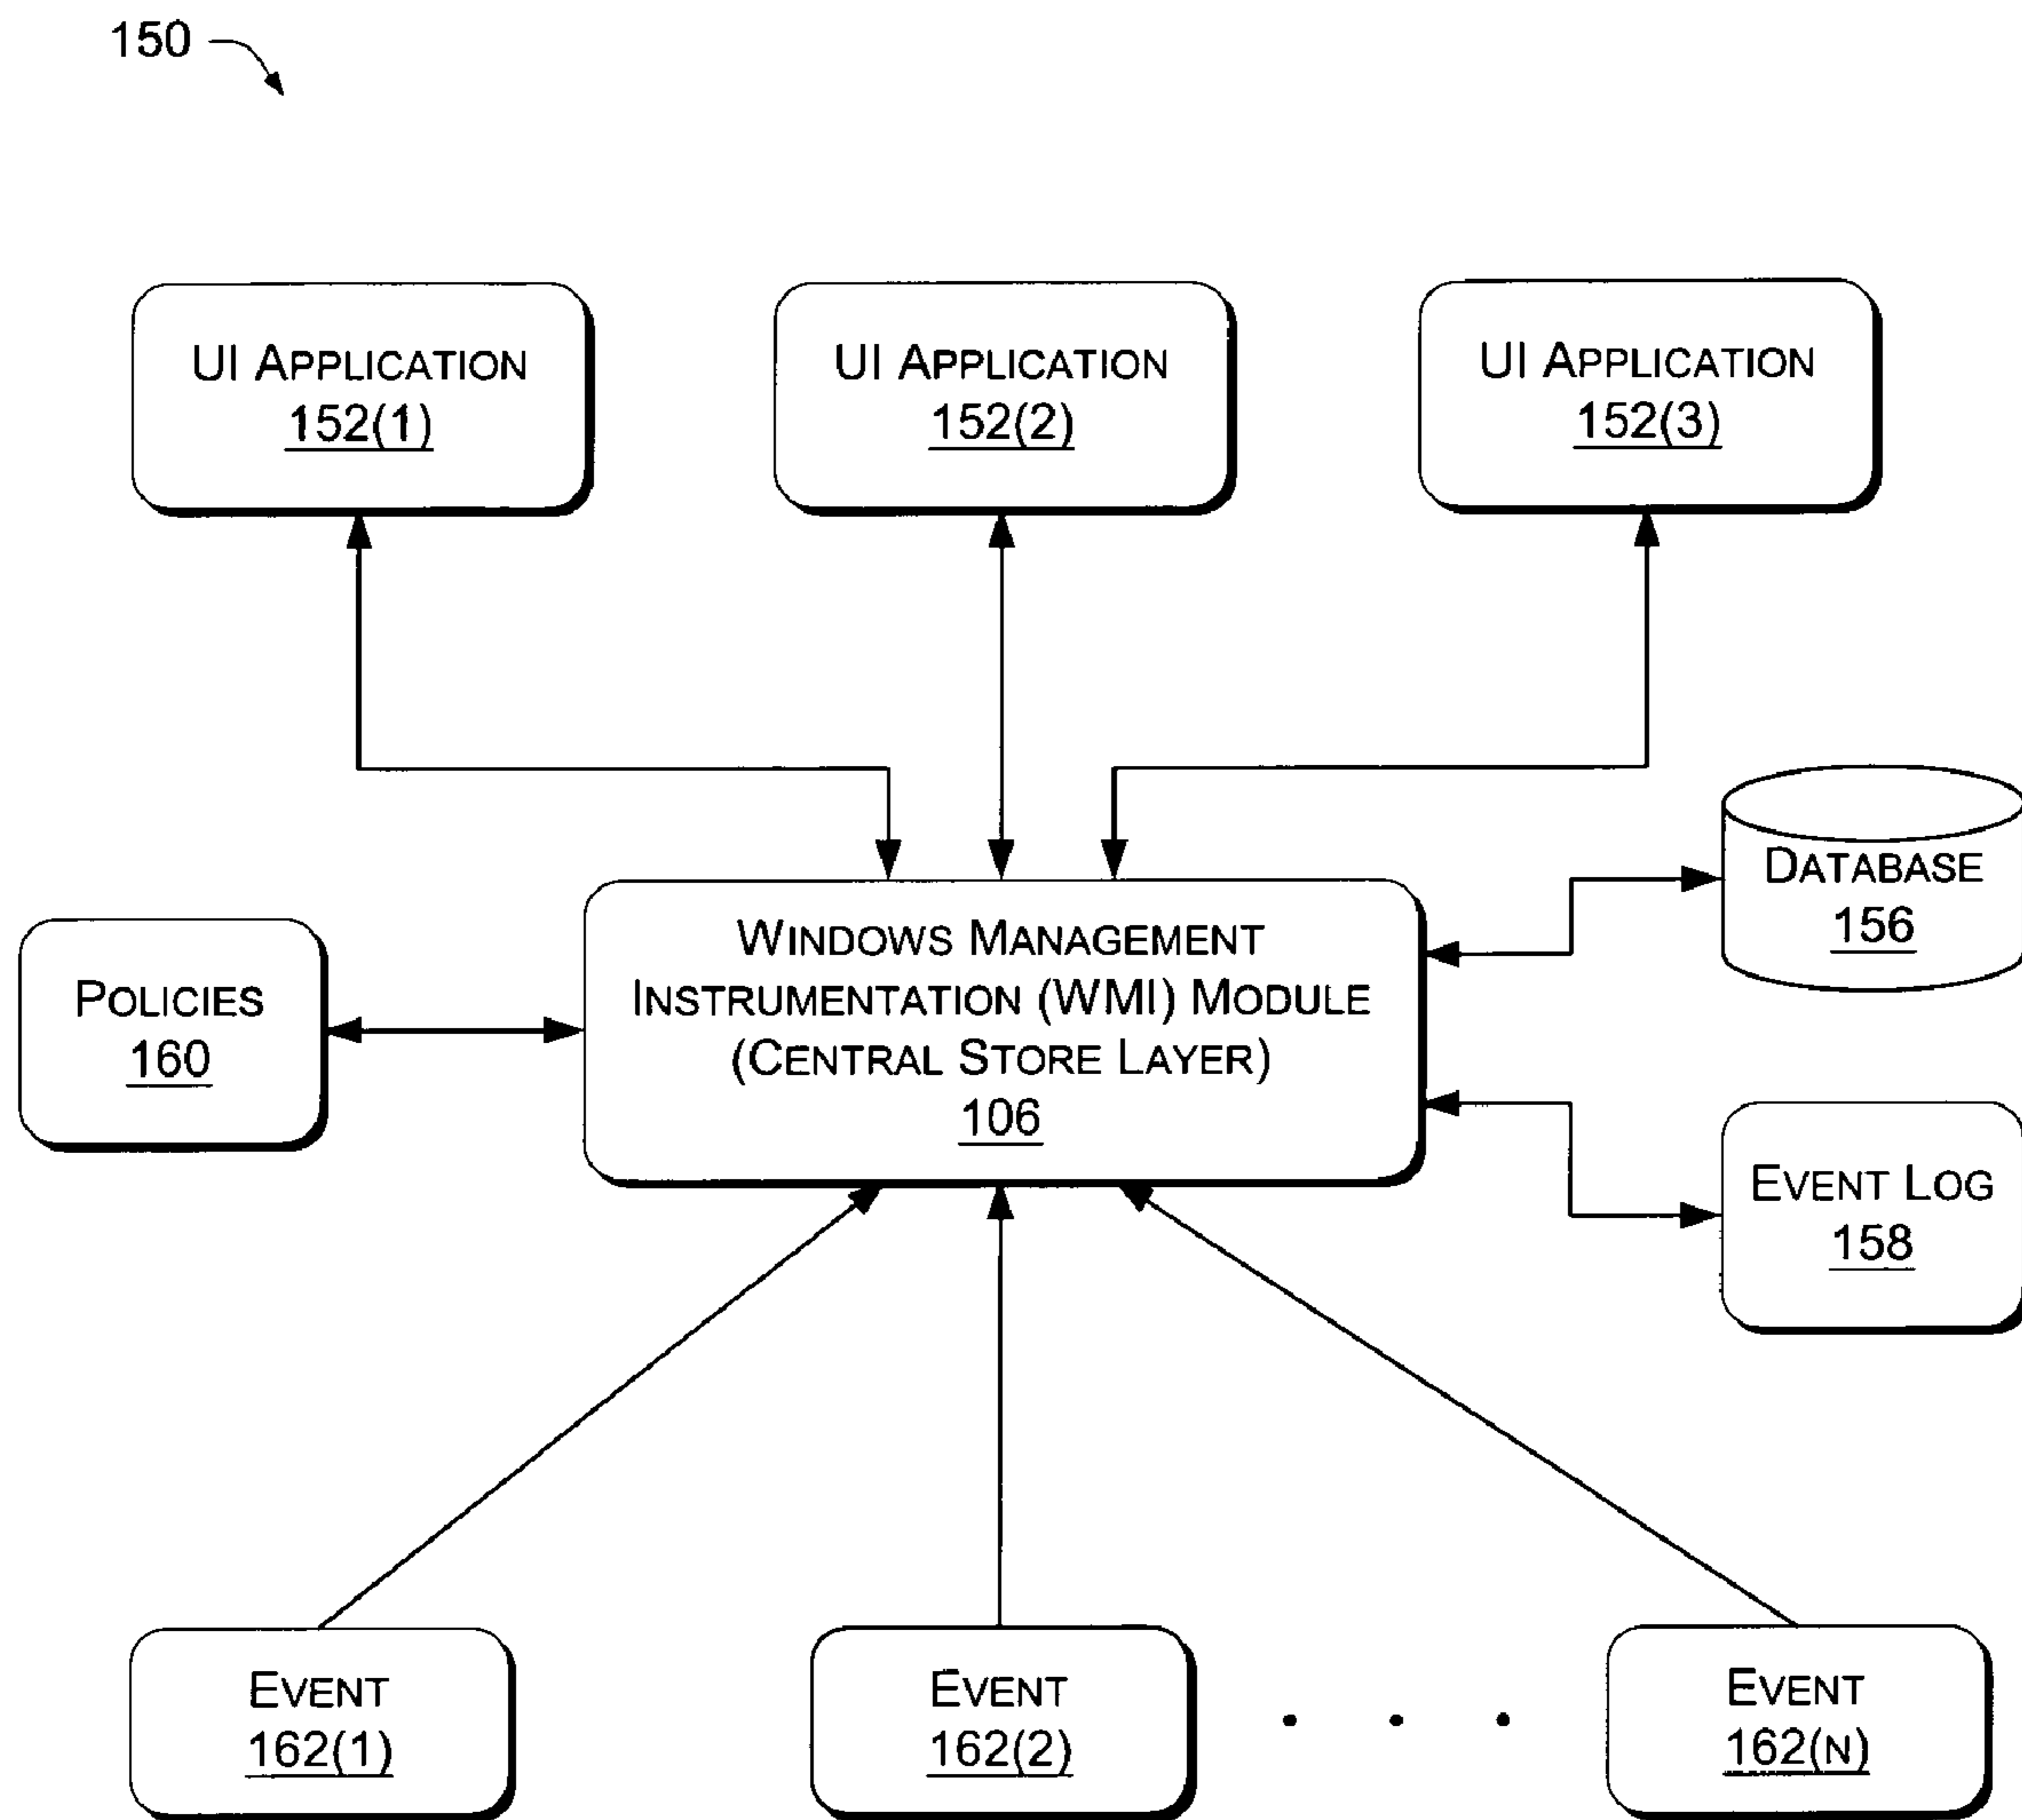 150
UI APPLICATION
152(1)
UI APPLICATION
152(2)
UI APPLICATION
152(3)
DATABASE
156
WINDOWS MANAGEMENT
INSTRUMENTATION (WMI) MODULE
(CENTRAL STORE LAYER)
106
POLICIES
160
EVENT LOG
158
EVENT
162(1)
EVENT
162(2)
. . .
EVENT
162(N)